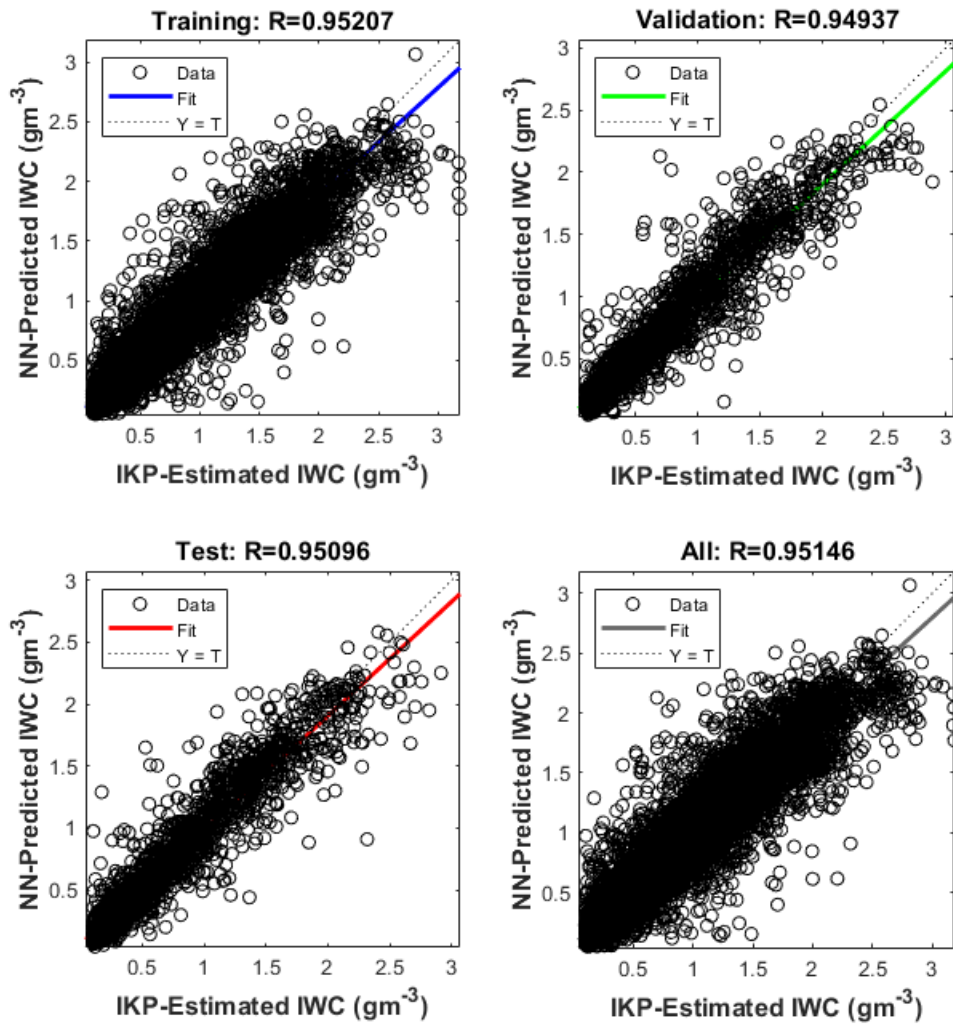 Training: R=0.95207
NN-Predicted IWC (gm-3)
3
2.5
2
1.5
1
0.5
Data
Fit
Y = T
0.5 1 1.5 2 2.5 3
IKP-Estimated IWC (gm-3)
Validation: R=0.94937
NN-Predicted IWC (gm-3)
3
2.5
2
1.5
1
0.5
Data
Fit
Y = T
0.5 1 1.5 2 2.5 3
IKP-Estimated IWC (gm-3)
Test: R=0.95096
NN-Predicted IWC (gm-3)
3
2.5
2
1.5
1
0.5
Data
Fit
Y = T
0.5 1 1.5 2 2.5 3
IKP-Estimated IWC (gm-3)
All: R=0.95146
NN-Predicted IWC (gm-3)
3
2.5
2
1.5
1
0.5
Data
Fit
Y = T
0.5 1 1.5 2 2.5 3
IKP-Estimated IWC (gm-3)